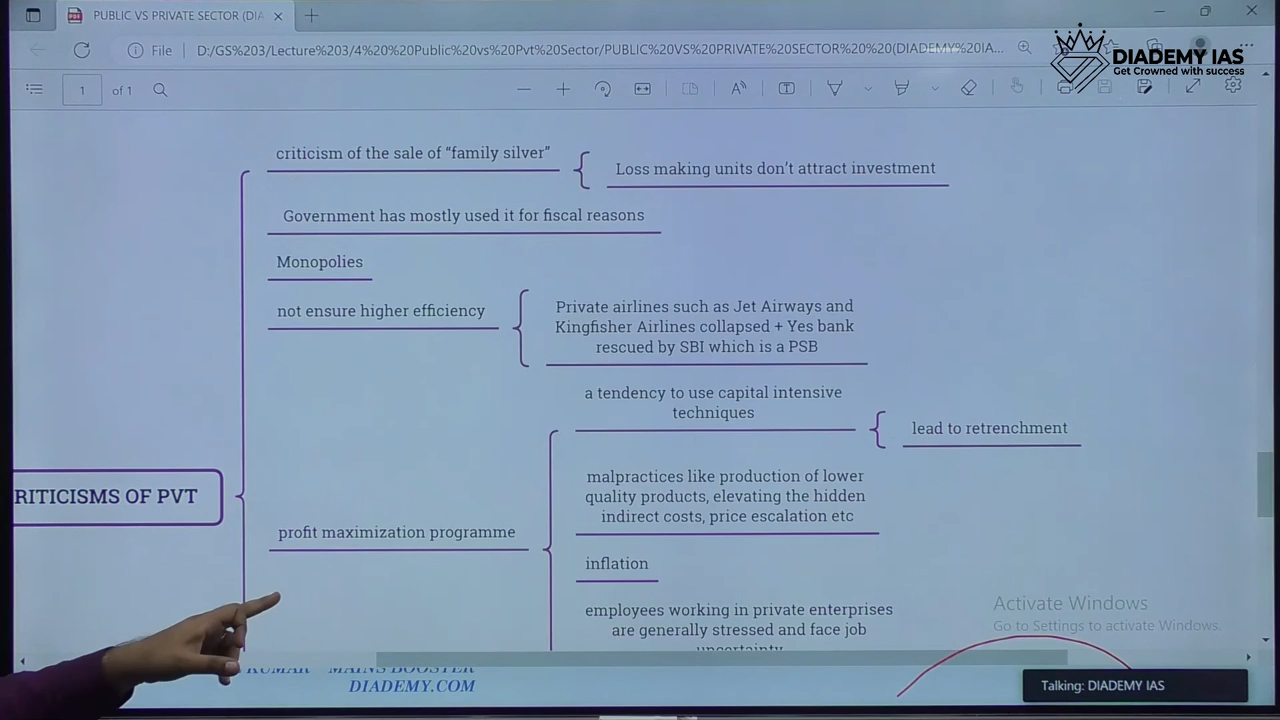 PUBLIC VS PRIVATE SECTOR (DIA
File
D:/GS%203/Lecture%203/4%20%20Public%20vs%20Pvt%20Sector/PUBLIC%20VS%20PRIVATE%20SECTOR%20%20(DIADEMY%20IA...
DIADEMY IAS
Get Crowned with success
1 of 1
criticism of the sale of “family silver”
Loss making units don’t attract investment
Government has mostly used it for fiscal reasons
Monopolies
not ensure higher efficiency
Private airlines such as Jet Airways and
Kingfisher Airlines collapsed + Yes bank
rescued by SBI which is a PSB
a tendency to use capital intensive
techniques
lead to retrenchment
RITICISMS OF PVT
profit maximization programme
malpractices like production of lower
quality products, elevating the hidden
indirect costs, price escalation etc
inflation
employees working in private enterprises
are generally stressed and face job
uncertainty
Activate Windows
Go to Settings to activate Windows.
KUMAR MAINS BOOSTER
DIADEMY.COM
Talking: DIADEMY IAS